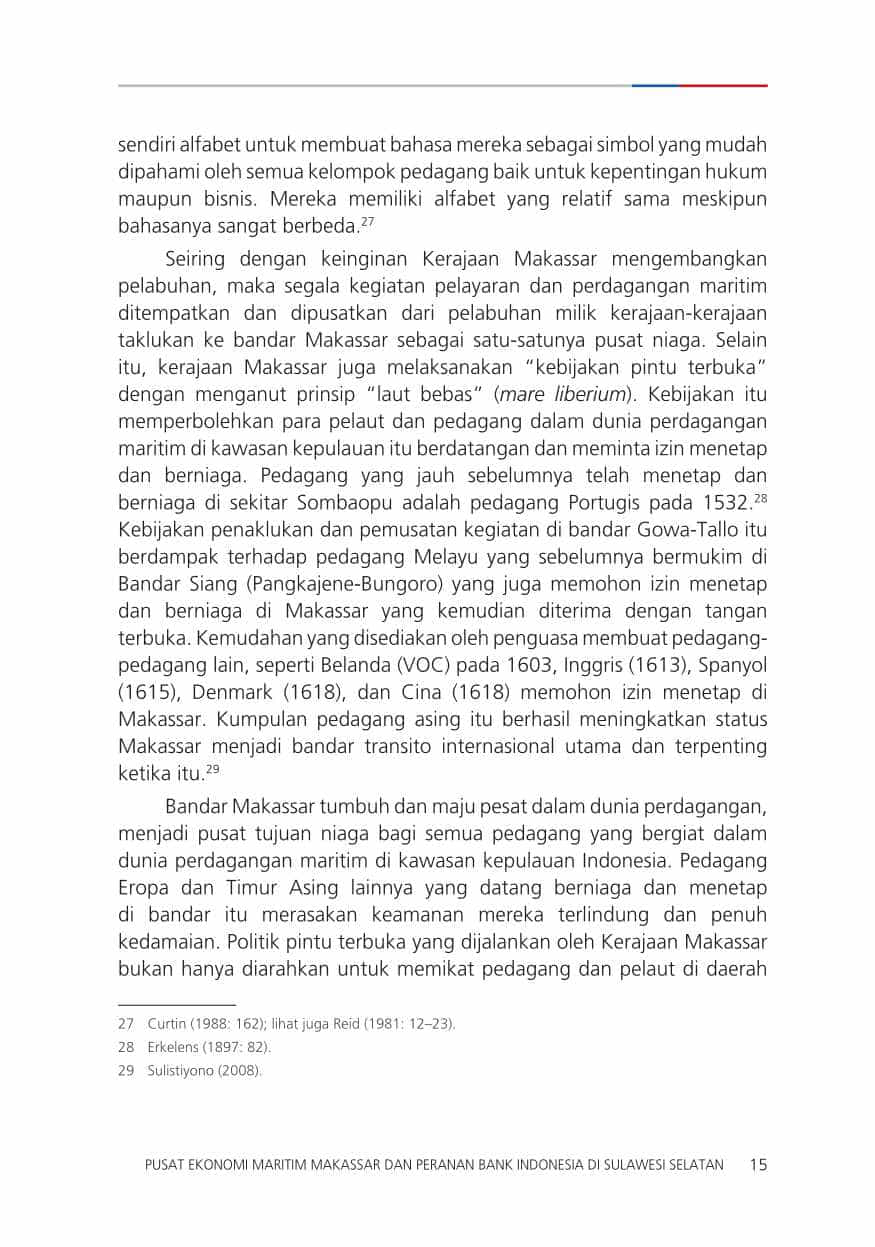 sendiri alfabet untuk membuat bahasa mereka sebagai simbol yang mudah
dipahami oleh semua kelompok pedagang baik untuk kepentingan hukum
maupun bisnis. Mereka memiliki alfabet yang relatif sama meskipun
bahasanya sangat berbeda.27
Seiring dengan keinginan Kerajaan Makassar mengembangkan
pelabuhan, maka segala kegiatan pelayaran dan perdagangan maritim
ditempatkan dan dipusatkan dari pelabuhan milik kerajaan-kerajaan
taklukan ke bandar Makassar sebagai satu-satunya pusat niaga. Selain
itu, kerajaan Makassar juga melaksanakan “kebijakan pintu terbuka”
dengan menganut prinsip “laut bebas” (mare liberium). Kebijakan itu
memperbolehkan para pelaut dan pedagang dalam dunia perdagangan
maritim di kawasan kepulauan itu berdatangan dan meminta izin menetap
dan berniaga. Pedagang yang jauh sebelumnya telah menetap dan
berniaga di sekitar Sombaopu adalah pedagang Portugis pada 1532.28
Kebijakan penaklukan dan pemusatan kegiatan di bandar Gowa-Tallo itu
berdampak terhadap pedagang Melayu yang sebelumnya bermukim di
Bandar Siang (Pangkajene-Bungoro) yang juga memohon izin menetap
dan berniaga di Makassar yang kemudian diterima dengan tangan
terbuka. Kemudahan yang disediakan oleh penguasa membuat pedagang-
pedagang lain, seperti Belanda (VOC) pada 1603, Inggris (1613), Spanyol
(1615), Denmark (1618), dan Cina (1618) memohon izin menetap di
Makassar. Kumpulan pedagang asing itu berhasil meningkatkan status
Makassar menjadi bandar transito internasional utama dan terpenting
ketika itu.29
Bandar Makassar tumbuh dan maju pesat dalam dunia perdagangan,
menjadi pusat tujuan niaga bagi semua pedagang yang bergiat dalam
dunia perdagangan maritim di kawasan kepulauan Indonesia. Pedagang
Eropa dan Timur Asing lainnya yang datang berniaga dan menetap
di bandar itu merasakan keamanan mereka terlindung dan penuh
kedamaian. Politik pintu terbuka yang dijalankan oleh Kerajaan Makassar
bukan hanya diarahkan untuk memikat pedagang dan pelaut di daerah
27 Curtin (1988: 162); lihat juga Reid (1981: 12–23).
28 Erkelens (1897: 82).
29 Sulistiyono (2008).
PUSAT EKONOMI MARITIM MAKASSAR DAN PERANAN BANK INDONESIA DI SULAWESI SELATAN 15